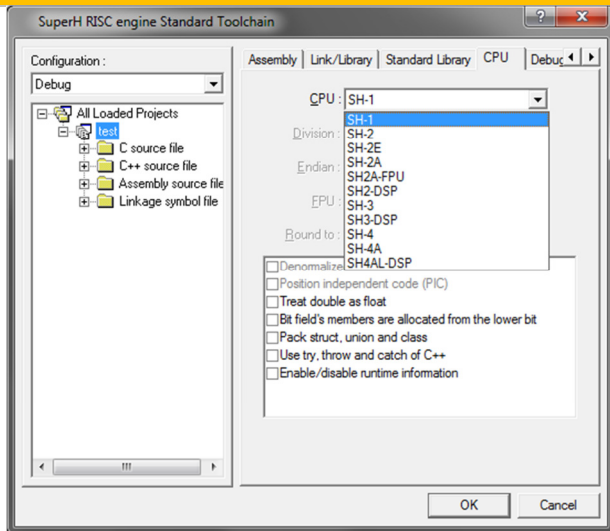 SuperH RISC engine Standard Toolchain
Configuration :
Debug
All Loaded Projects
test
C source file
C++ source file
Assembly source file
Linkage symbol file
Assembly Link/Library Standard Library CPU Debug
CPU : SH-1
SH-1
Division : SH-2
SH-2E
Endian : SH-2A
SH2A-FPU
FPU : SH2-DSP
SH-3
SH3-DSP
Round to : SH-4
SH-4A
SH4AL-DSP
Denormalize
Position independent code (PIC)
Treat double as float
Bit field's members are allocated from the lower bit
Pack struct, union and class
Use try, throw and catch of C++
Enable/disable runtime information
OK Cancel